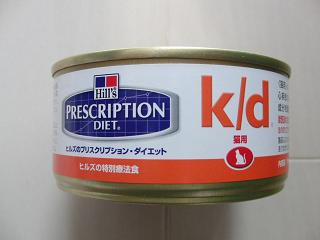 Hill's
PRESCRIPTION
DIET®
ヒルズのプリスクリプション・ダイエット
ヒルズの特別療法食
k/d
猫用